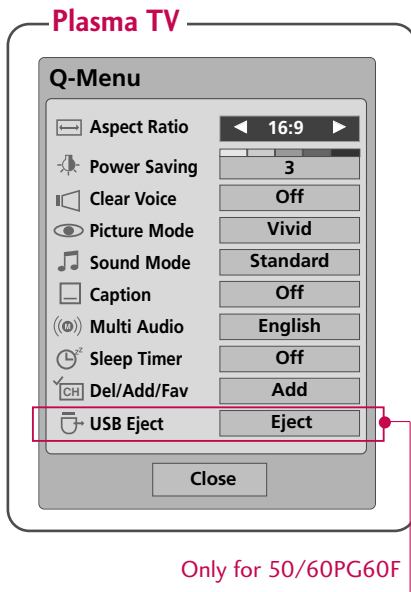 Plasma TV
Q-Menu
Aspect Ratio ◀ 16:9 ▶
Power Saving 3
Clear Voice Off
Picture Mode Vivid
Sound Mode Standard
Caption Off
Multi Audio English
Sleep Timer Off
CH Del/Add/Fav Add
USB Eject Eject
Close
Only for 50/60PG60F